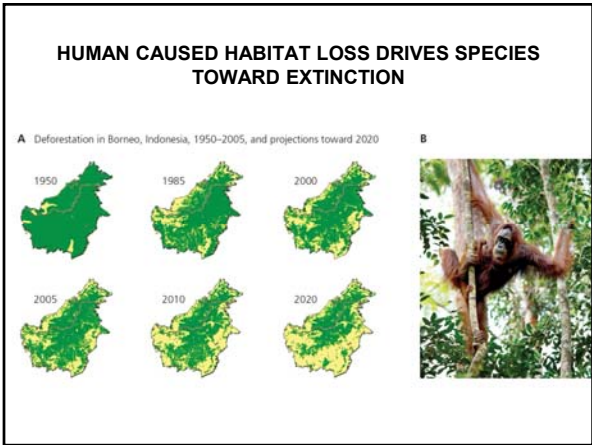 HUMAN CAUSED HABITAT LOSS DRIVES SPECIES
TOWARD EXTINCTION
A Deforestation in Borneo, Indonesia, 1950–2005, and projections toward 2020
B
1950
1985
2000
2005
2010
2020